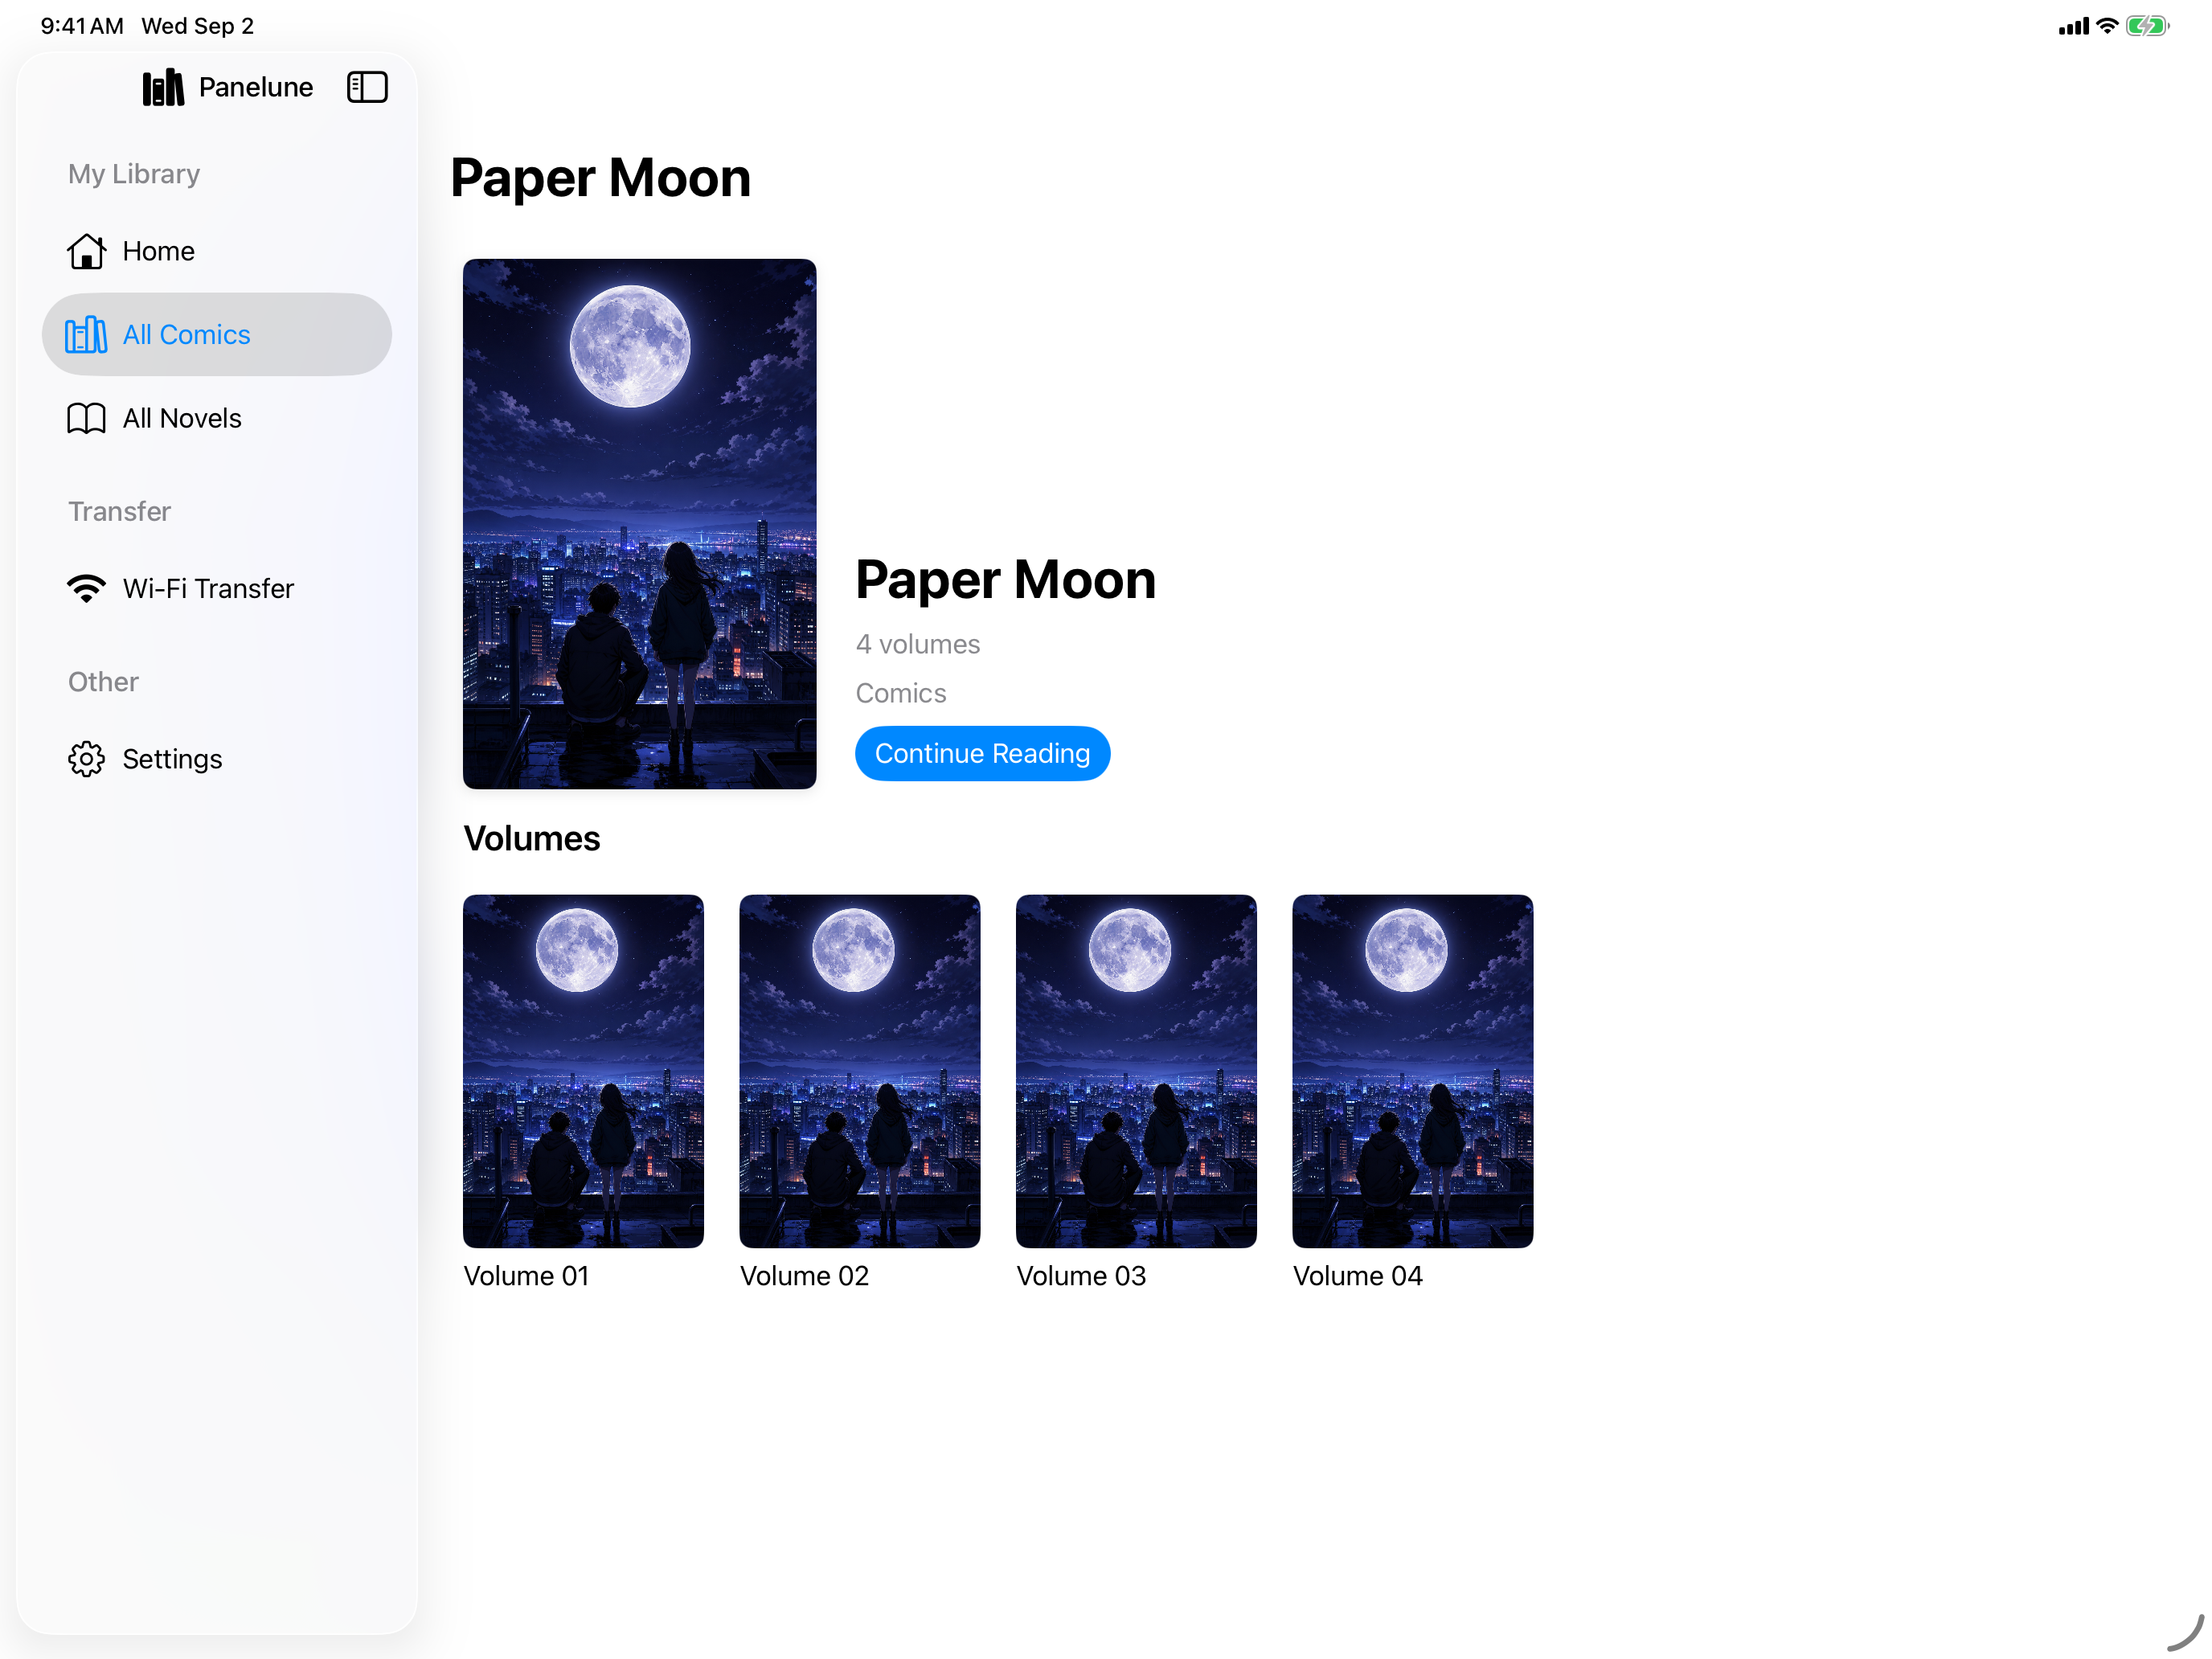 9:41 AM Wed Sep 2
Panelune
My Library
Home
All Comics
All Novels
Transfer
Wi-Fi Transfer
Other
Settings
Paper Moon
Paper Moon
4 volumes
Comics
Continue Reading
Volumes
Volume 01
Volume 02
Volume 03
Volume 04